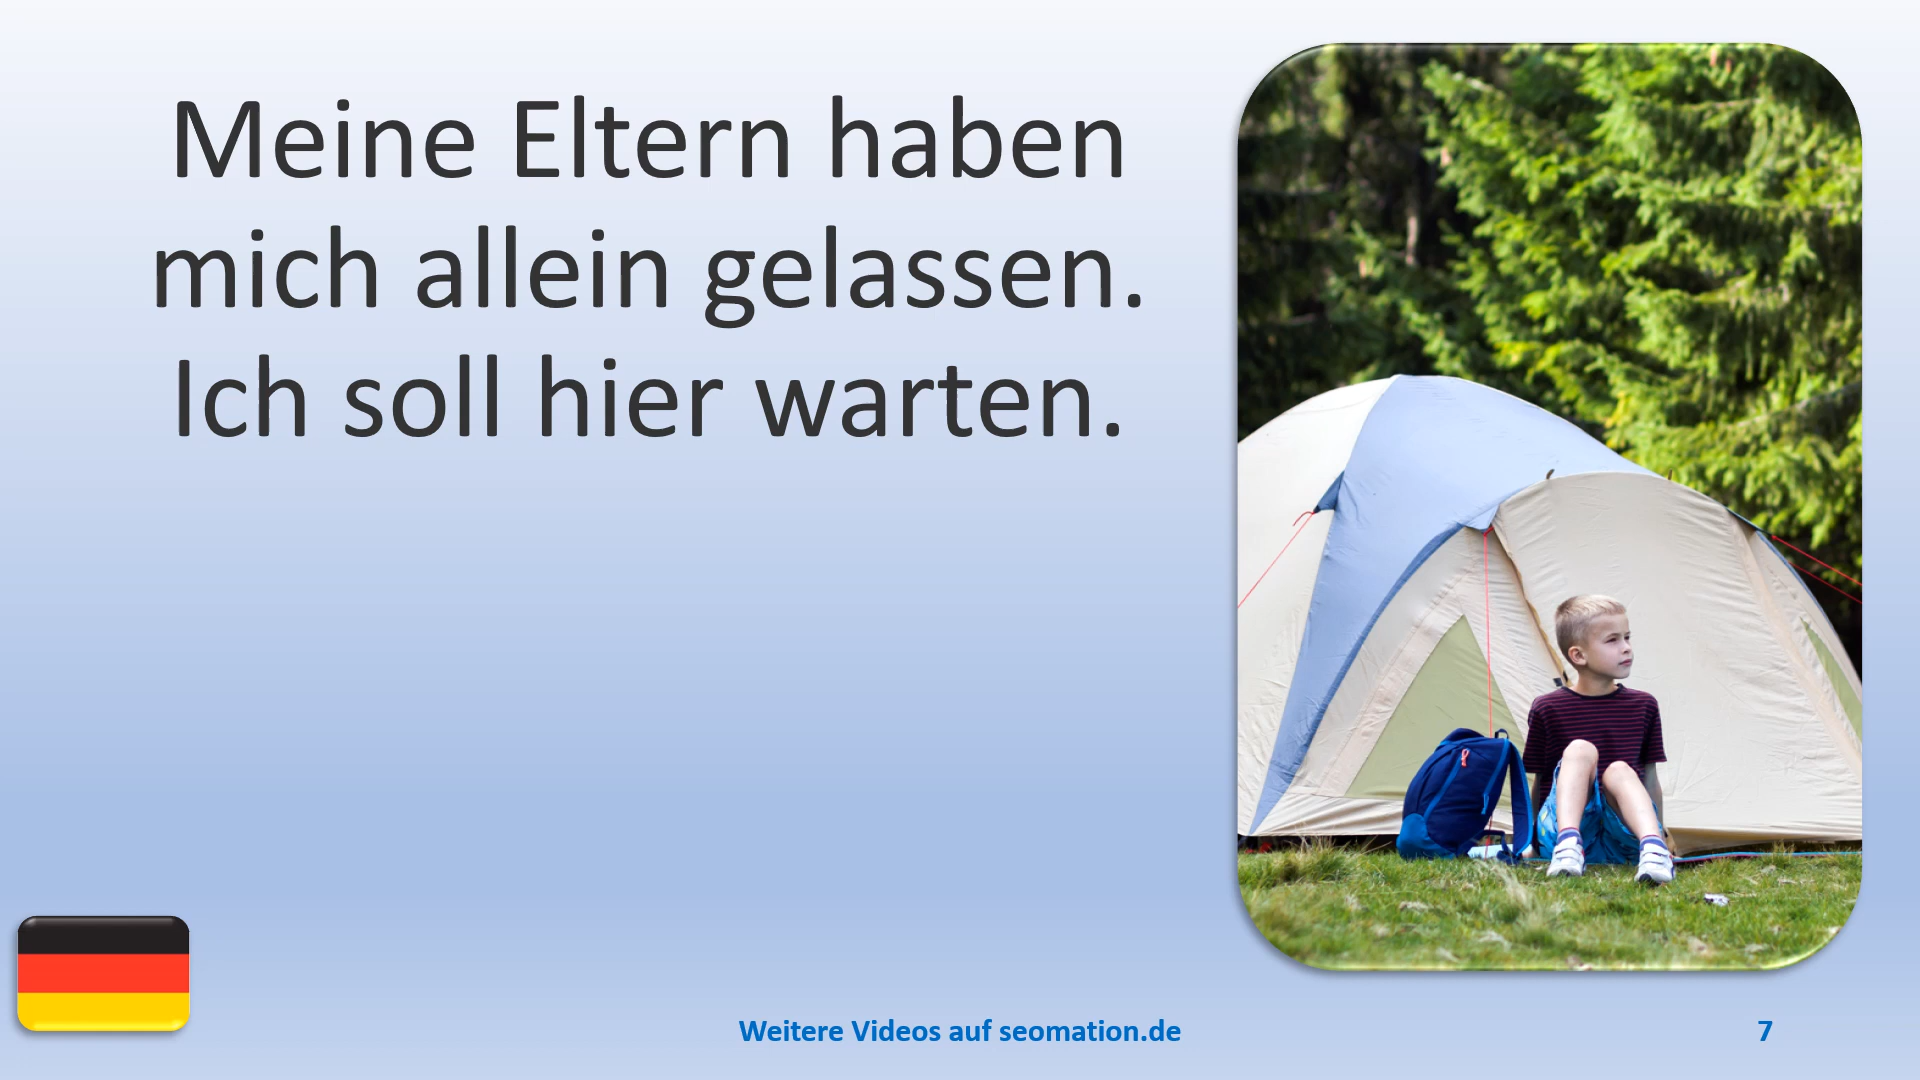 Meine Eltern haben
mich allein gelassen.
Ich soll hier warten.
Weitere Videos auf seomation.de
7